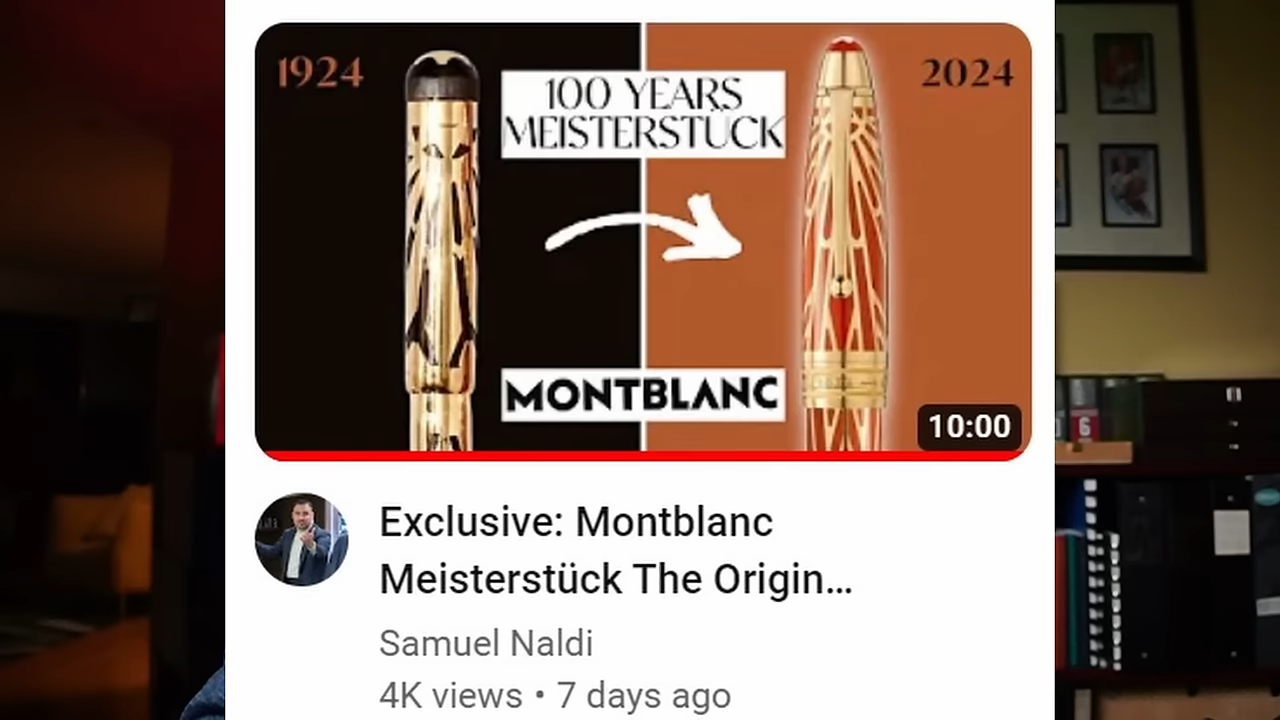 1924
100 YEARS
MEISTERSTÜCK
2024
MONTBLANC
10:00
Exclusive: Montblanc
Meisterstück The Origin...
Samuel Naldi
4K views • 7 days ago
6